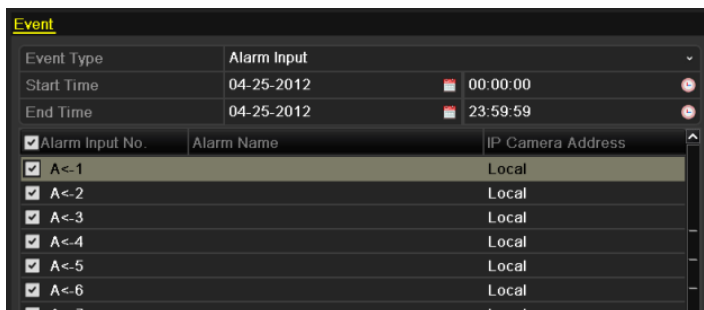 Event
Event Type Alarm Input
Start Time 04-25-2012 00:00:00
End Time 04-25-2012 23:59:59
Alarm Input No. Alarm Name IP Camera Address
A<-1 Local
A<-2 Local
A<-3 Local
A<-4 Local
A<-5 Local
A<-6 Local